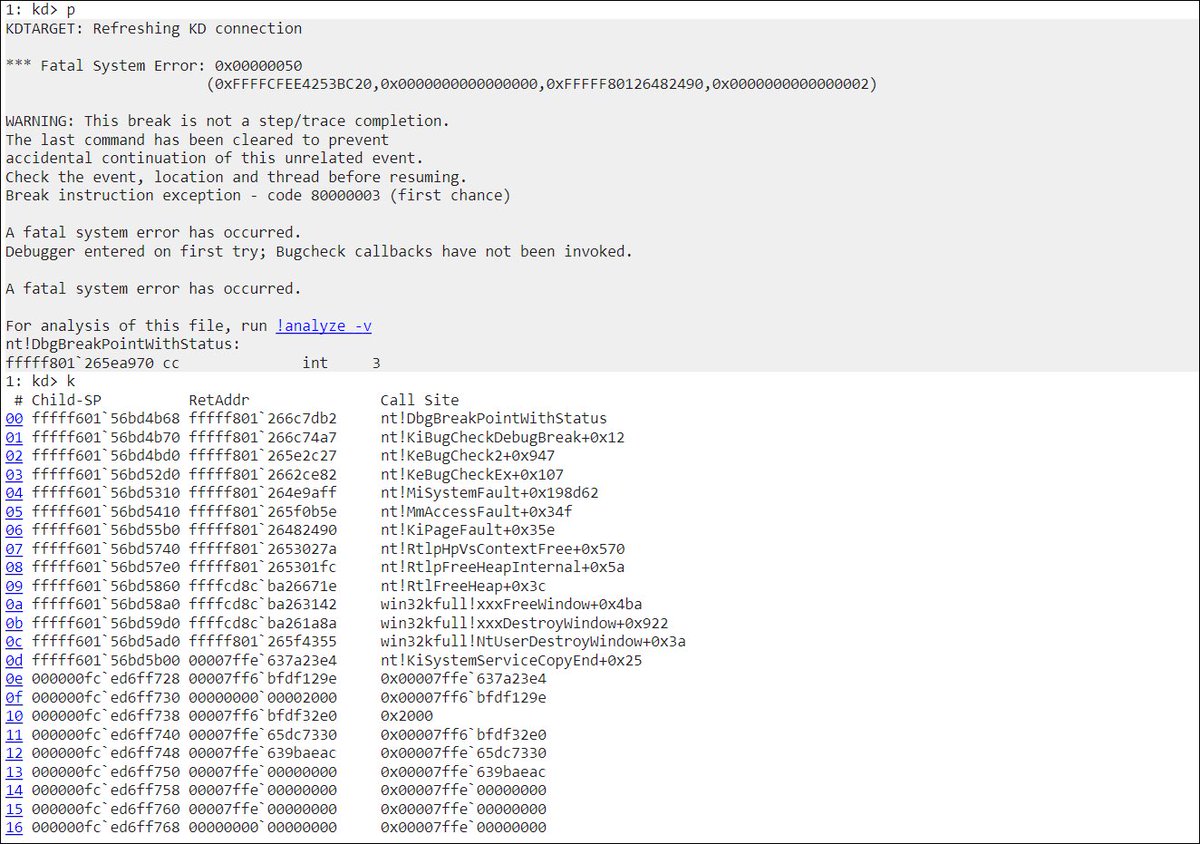 1: kd> p
KDTARGET: Refreshing KD connection
*** Fatal System Error: 0x00000050
(0xFFFFCFEE4253BC20,0x0000000000000000,0xFFFFF80126482490,0x0000000000000002)
WARNING: This break is not a step/trace completion.
The last command has been cleared to prevent
accidental continuation of this unrelated event.
Check the event, location and thread before resuming.
Break instruction exception - code 80000003 (first chance)
A fatal system error has occurred.
Debugger entered on first try; Bugcheck callbacks have not been invoked.
A fatal system error has occurred.
For analysis of this file, run !analyze -v
nt!DbgBreakPointWithStatus:
fffff801`265ea970 cc int 3
1: kd> k
# Child-SP RetAddr Call Site
00 fffff601`56bd4b68 fffff801`266c7db2 nt!DbgBreakPointWithStatus
01 fffff601`56bd4b70 fffff801`266c74a7 nt!KiBugCheckDebugBreak+0x12
02 fffff601`56bd4bd0 fffff801`265e2c27 nt!KeBugCheck2+0x947
03 fffff601`56bd52d0 fffff801`2662ce82 nt!KeBugCheckEx+0x107
04 fffff601`56bd5310 fffff801`264e9aff nt!MiSystemFault+0x198d62
05 fffff601`56bd5410 fffff801`265f0b5e nt!MmAccessFault+0x34f
06 fffff601`56bd55b0 fffff801`26482490 nt!KiPageFault+0x35e
07 fffff601`56bd5740 fffff801`2653027a nt!RtlpHpVsContextFree+0x570
08 fffff601`56bd57e0 fffff801`265301fc nt!RtlpFreeHeapInternal+0x5a
09 fffff601`56bd5860 ffffcd8c`ba26671e nt!RtlFreeHeap+0x3c
0a fffff601`56bd58a0 ffffcd8c`ba263142 win32kfull!xxxFreeWindow+0x4ba
0b fffff601`56bd59d0 ffffcd8c`ba261a8a win32kfull!xxxDestroyWindow+0x922
0c fffff601`56bd5ad0 fffff801`265f4355 win32kfull!NtUserDestroyWindow+0x3a
0d fffff601`56bd5b00 00007ffe`637a23e4 nt!KiSystemServiceCopyEnd+0x25
0e 000000fc`ed6ff728 00007ff6`bfdf129e 0x00007ffe`637a23e4
0f 000000fc`ed6ff730 00000000`00002000 0x00007ff6`bfdf129e
10 000000fc`ed6ff738 00007ff6`bfdf32e0 0x2000
11 000000fc`ed6ff740 00007ffe`65dc7330 0x00007ff6`bfdf32e0
12 000000fc`ed6ff748 00007ffe`639baeac 0x00007ffe`65dc7330
13 000000fc`ed6ff750 00007ffe`00000000 0x00007ffe`639baeac
14 000000fc`ed6ff758 00007ffe`00000000 0x00007ffe`00000000
15 000000fc`ed6ff760 00007ffe`00000000 0x00007ffe`00000000
16 000000fc`ed6ff768 00000000`00000000 0x00007ffe`00000000